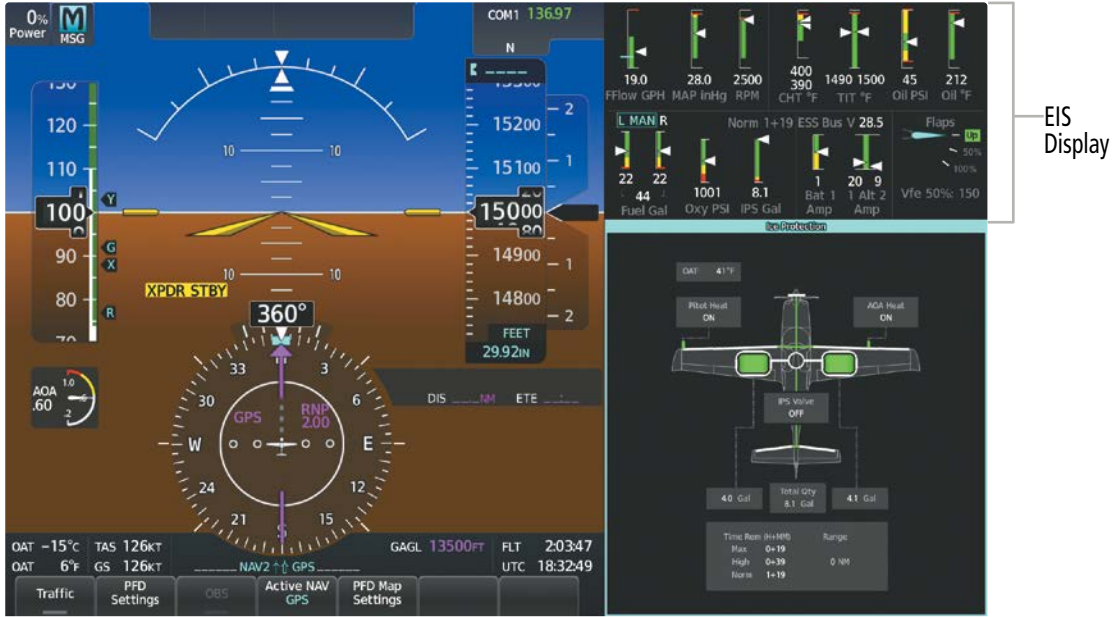 0%
Power
MSG
COM1 136.97
N
_ _ _ _
120
110
100
90
80
Y
G
X
R
10 10
10 10
15200
15100
15000
80
14900
14800
2
1
1
2
FEET
29.92IN
XPDR STBY
360°
33 3
30 6
W E
24 12
21 15
S
GPS RNP
2.00
AOA
.60
1.0
.2
DIS _ _ _NM ETE _ _:_ _
OAT -15°C TAS 126KT
OAT 6°F GS 126KT
NAV2 ↑⇧ GPS
GAGL 13500FT
FLT 2:03:47
UTC 18:32:49
Traffic
PFD
Settings
OBS
Active NAV
GPS
PFD Map
Settings
19.0 28.0 2500 400
390 1490 1500 45 212
FFlow GPH MAP inHg RPM CHT °F TIT °F Oil PSI Oil °F
L MAN R Norm 1+19 ESS Bus V 28.5 Flaps
Up
50%
100%
22 22 1001 8.1 1 20 9
44
Fuel Gal Oxy PSI IPS Gal Bat 1
Amp 1 Alt 2
Amp
Vfe 50%: 150
EIS
Display
Ice Protection
OAT 41°F
Pitot Heat
ON
AOA Heat
ON
IPS Valve
OFF
4.0 Gal
Total Qty
8.1 Gal
4.1 Gal
Time Rem (H+MM) Range
Max 0+19
High 0+39 0 NM
Norm 1+19